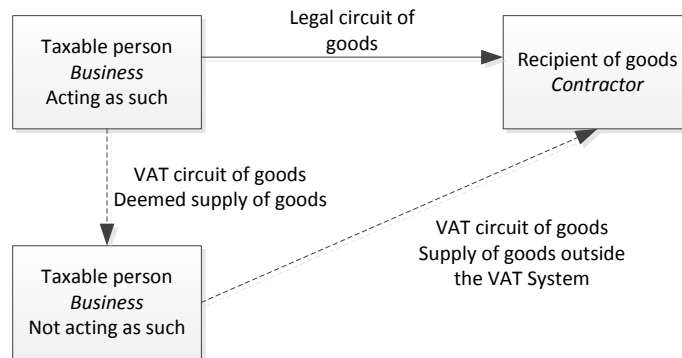 Legal circuit of
goods
Taxable person
Business
Acting as such
Recipient of goods
Contractor
VAT circuit of goods
Deemed supply of goods
VAT circuit of goods
Supply of goods outside
the VAT System
Taxable person
Business
Not acting as such